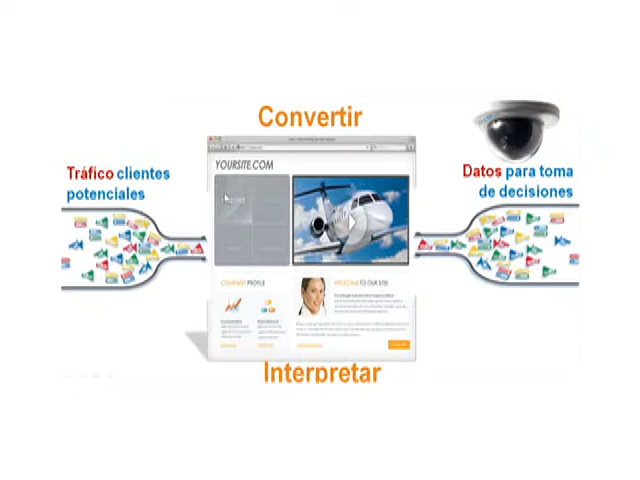 Convertir
Tráfico clientes
potenciales
YOURSITE.COM
Datos para toma
de decisiones
COMPANY PROFILE
WELCOME TO OUR SITE
Interpretar